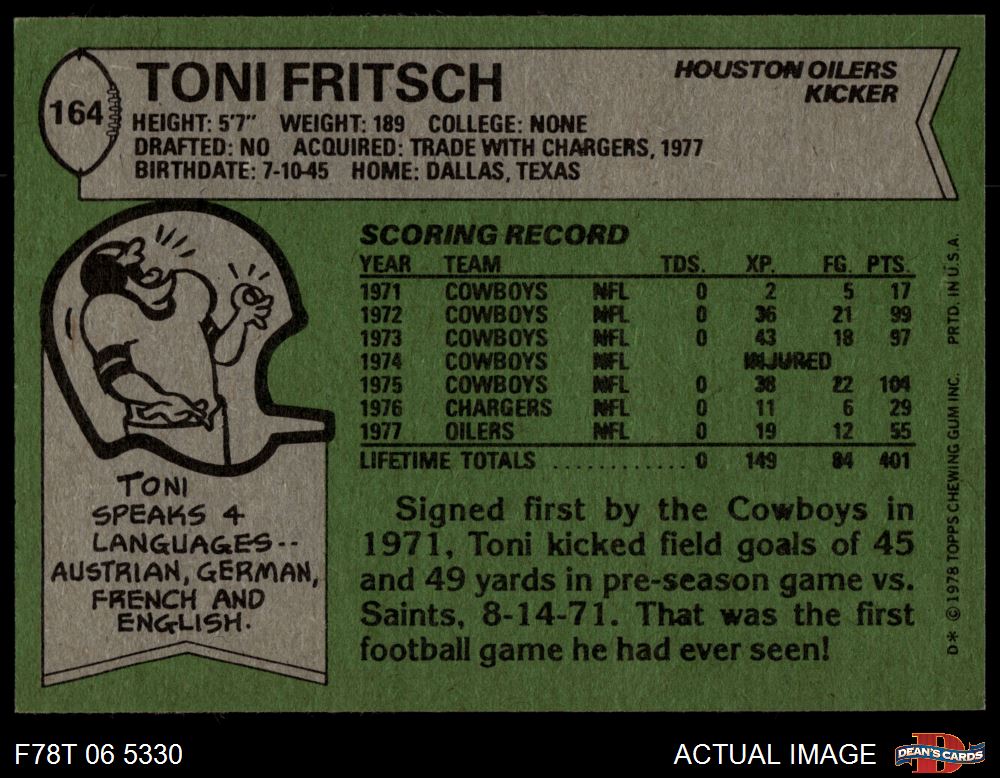 164
TONI FRITSCH
HOUSTON OILERS
KICKER
HEIGHT: 5'7" WEIGHT: 189 COLLEGE: NONE
DRAFTED: NO ACQUIRED: TRADE WITH CHARGERS, 1977
BIRTHDATE: 7-10-45 HOME: DALLAS, TEXAS
SCORING RECORD
YEAR TEAM TDS. XP. FG. PTS.
1971 COWBOYS NFL 0 2 5 17
1972 COWBOYS NFL 0 36 21 99
1973 COWBOYS NFL 0 43 18 97
1974 COWBOYS NFL INJURED
1975 COWBOYS NFL 0 38 22 104
1976 CHARGERS NFL 0 11 6 29
1977 OILERS NFL 0 19 12 55
LIFETIME TOTALS ............ 0 149 84 401
TONI
SPEAKS 4
LANGUAGES--
AUSTRIAN, GERMAN,
FRENCH AND
ENGLISH.
Signed first by the Cowboys in
1971, Toni kicked field goals of 45
and 49 yards in pre-season game vs.
Saints, 8-14-71. That was the first
football game he had ever seen!
D* © 1978 TOPPS CHEWING GUM INC. PRTD. IN U.S.A.
F78T 06 5330
ACTUAL IMAGE
DEAN'S CARDS